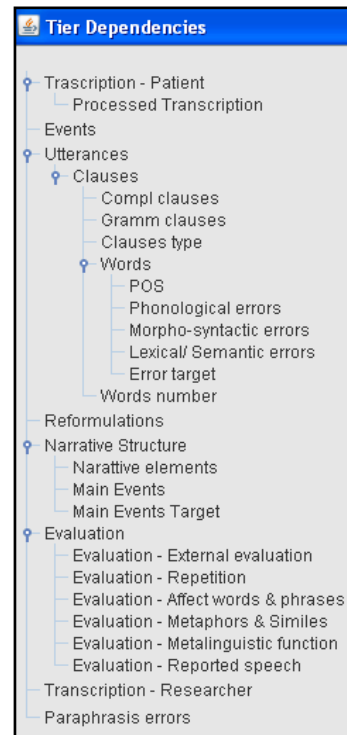 Tier Dependencies
Trascription - Patient
Processed Transcription
Events
Utterances
Clauses
Compl clauses
Gramm clauses
Clauses type
Words
POS
Phonological errors
Morpho-syntactic errors
Lexical/ Semantic errors
Error target
Words number
Reformulations
Narrative Structure
Narattive elements
Main Events
Main Events Target
Evaluation
Evaluation - External evaluation
Evaluation - Repetition
Evaluation - Affect words & phrases
Evaluation - Metaphors & Similes
Evaluation - Metalinguistic function
Evaluation - Reported speech
Transcription - Researcher
Paraphrasis errors